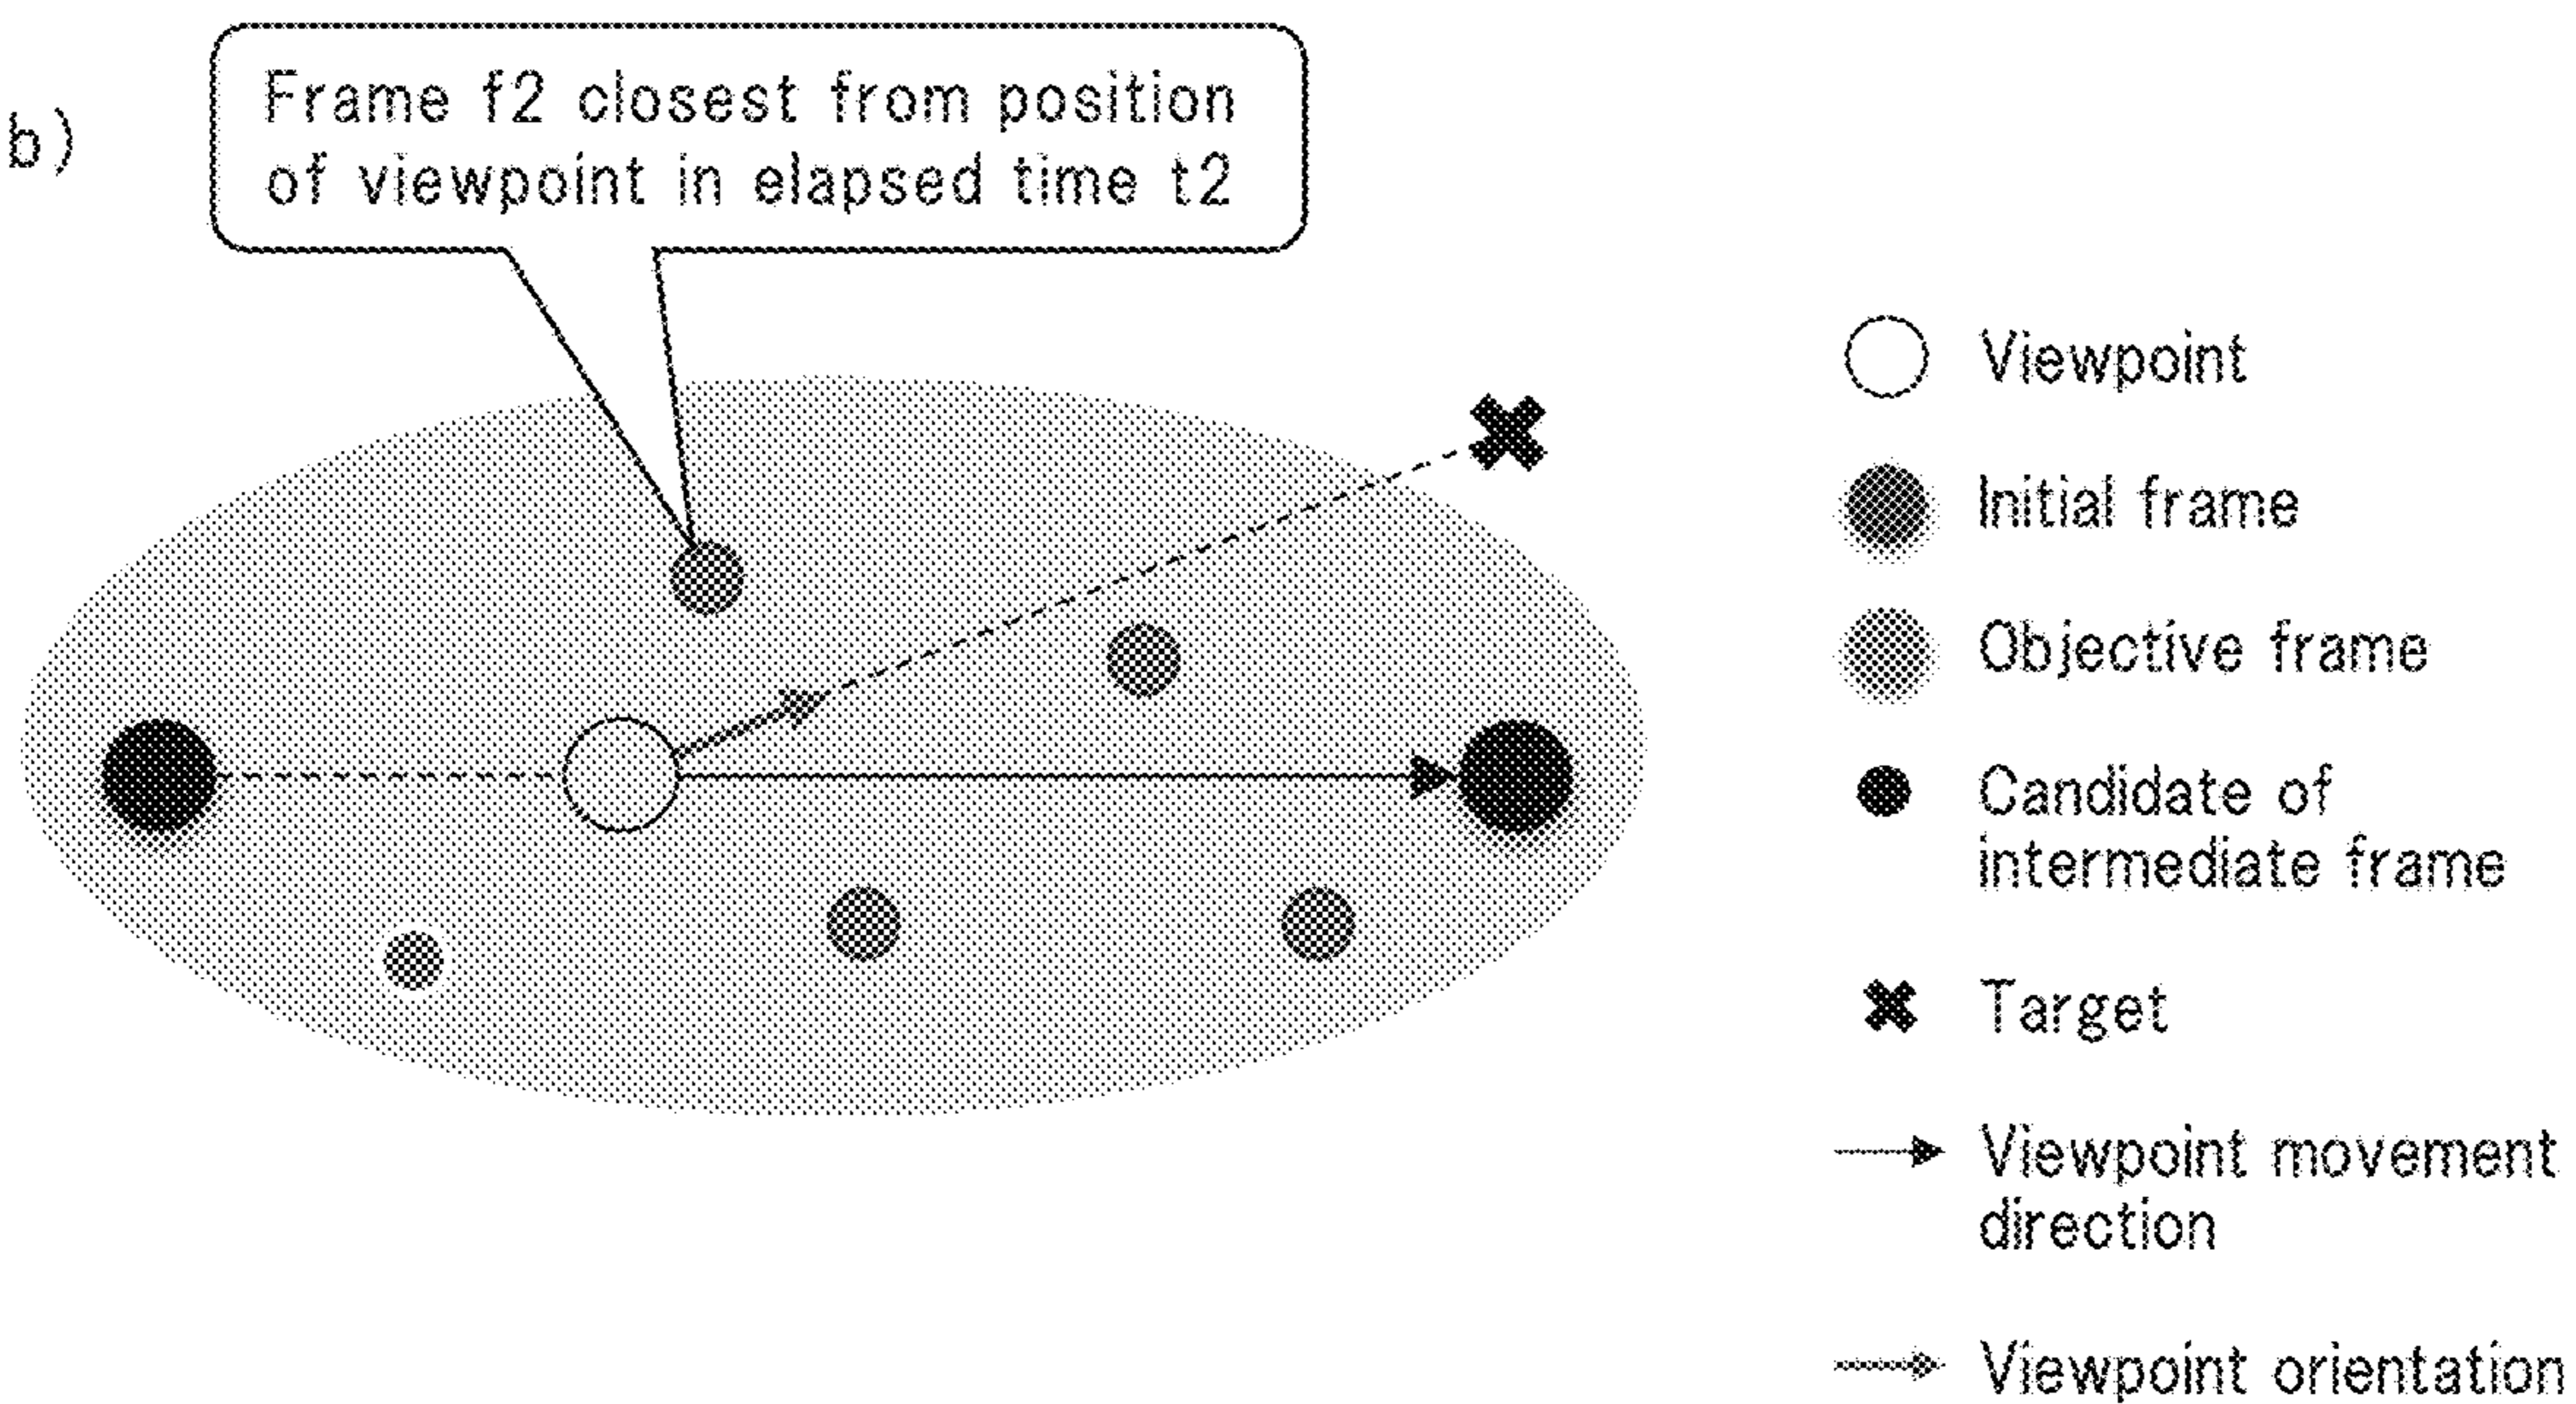 b)
Frame f2 closest from position
of viewpoint in elapsed time t2
Viewpoint
Initial frame
Objective frame
Candidate of
intermediate frame
Target
Viewpoint movement
direction
Viewpoint orientation